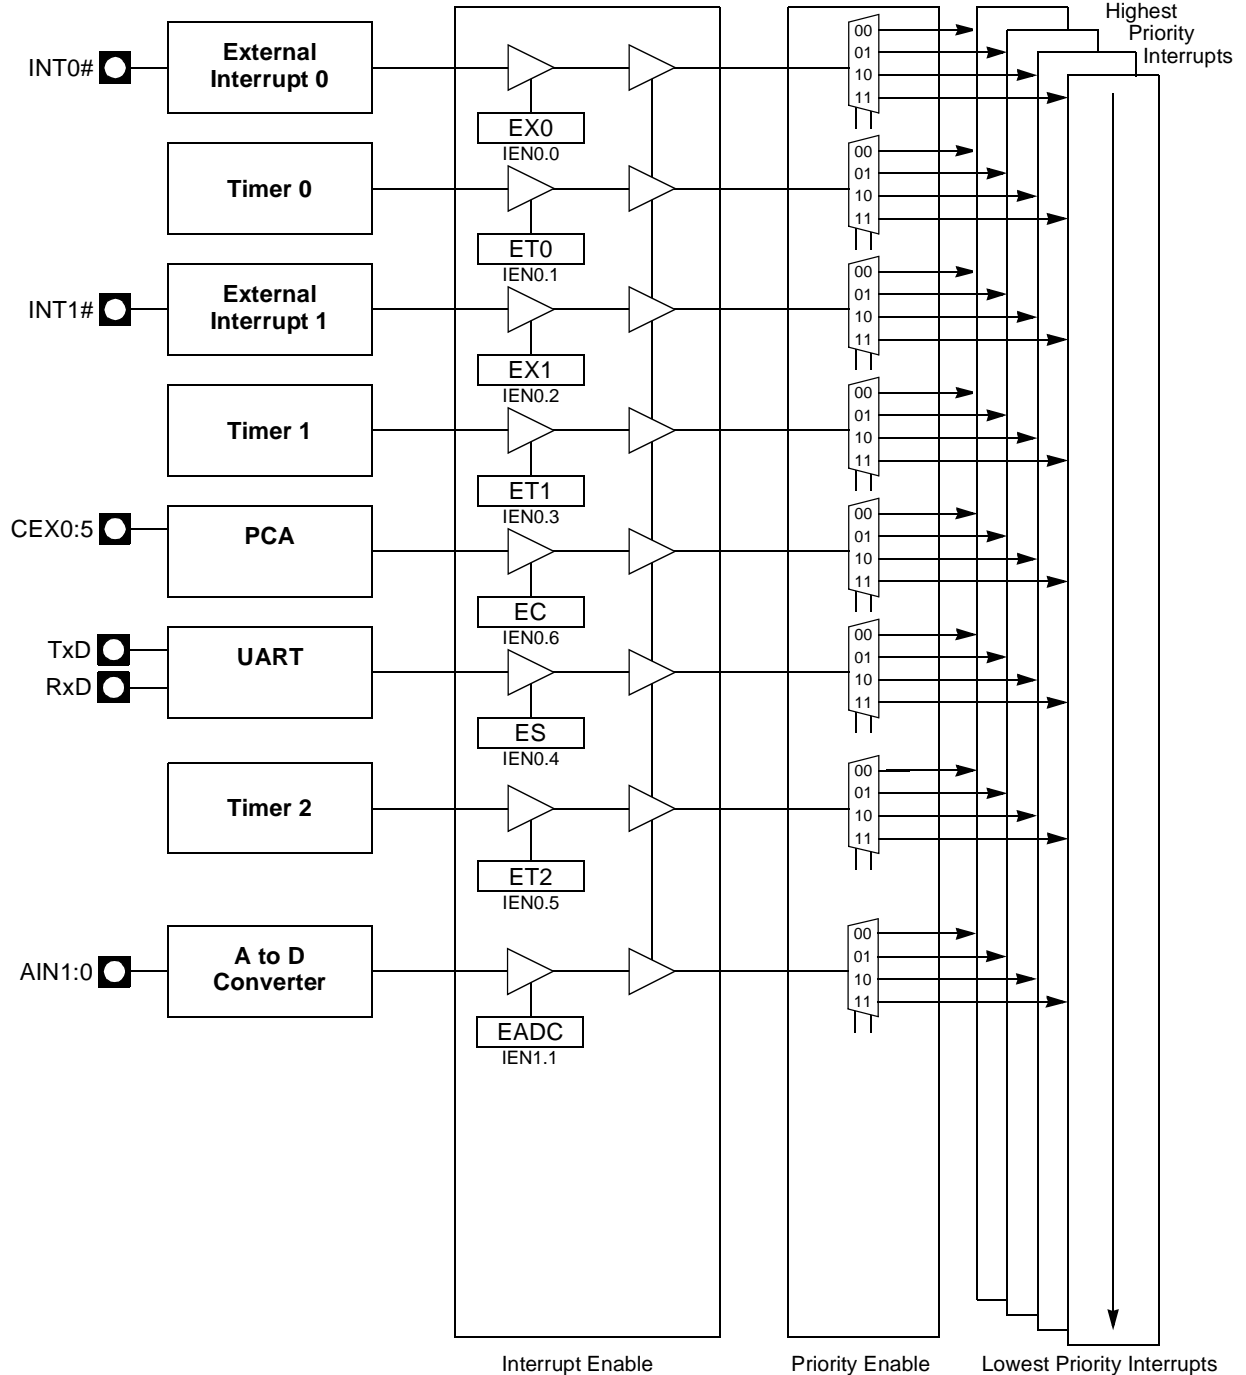 Highest
Priority
Interrupts
INT0#
External
Interrupt 0
EX0
IEN0.0
00
01
10
11
Timer 0
ET0
IEN0.1
00
01
10
11
INT1#
External
Interrupt 1
EX1
IEN0.2
00
01
10
11
Timer 1
ET1
IEN0.3
00
01
10
11
CEX0:5
PCA
EC
IEN0.6
00
01
10
11
TxD
RxD
UART
ES
IEN0.4
00
01
10
11
Timer 2
ET2
IEN0.5
00
01
10
11
AIN1:0
A to D
Converter
EADC
IEN1.1
00
01
10
11
Interrupt Enable
Priority Enable
Lowest Priority Interrupts